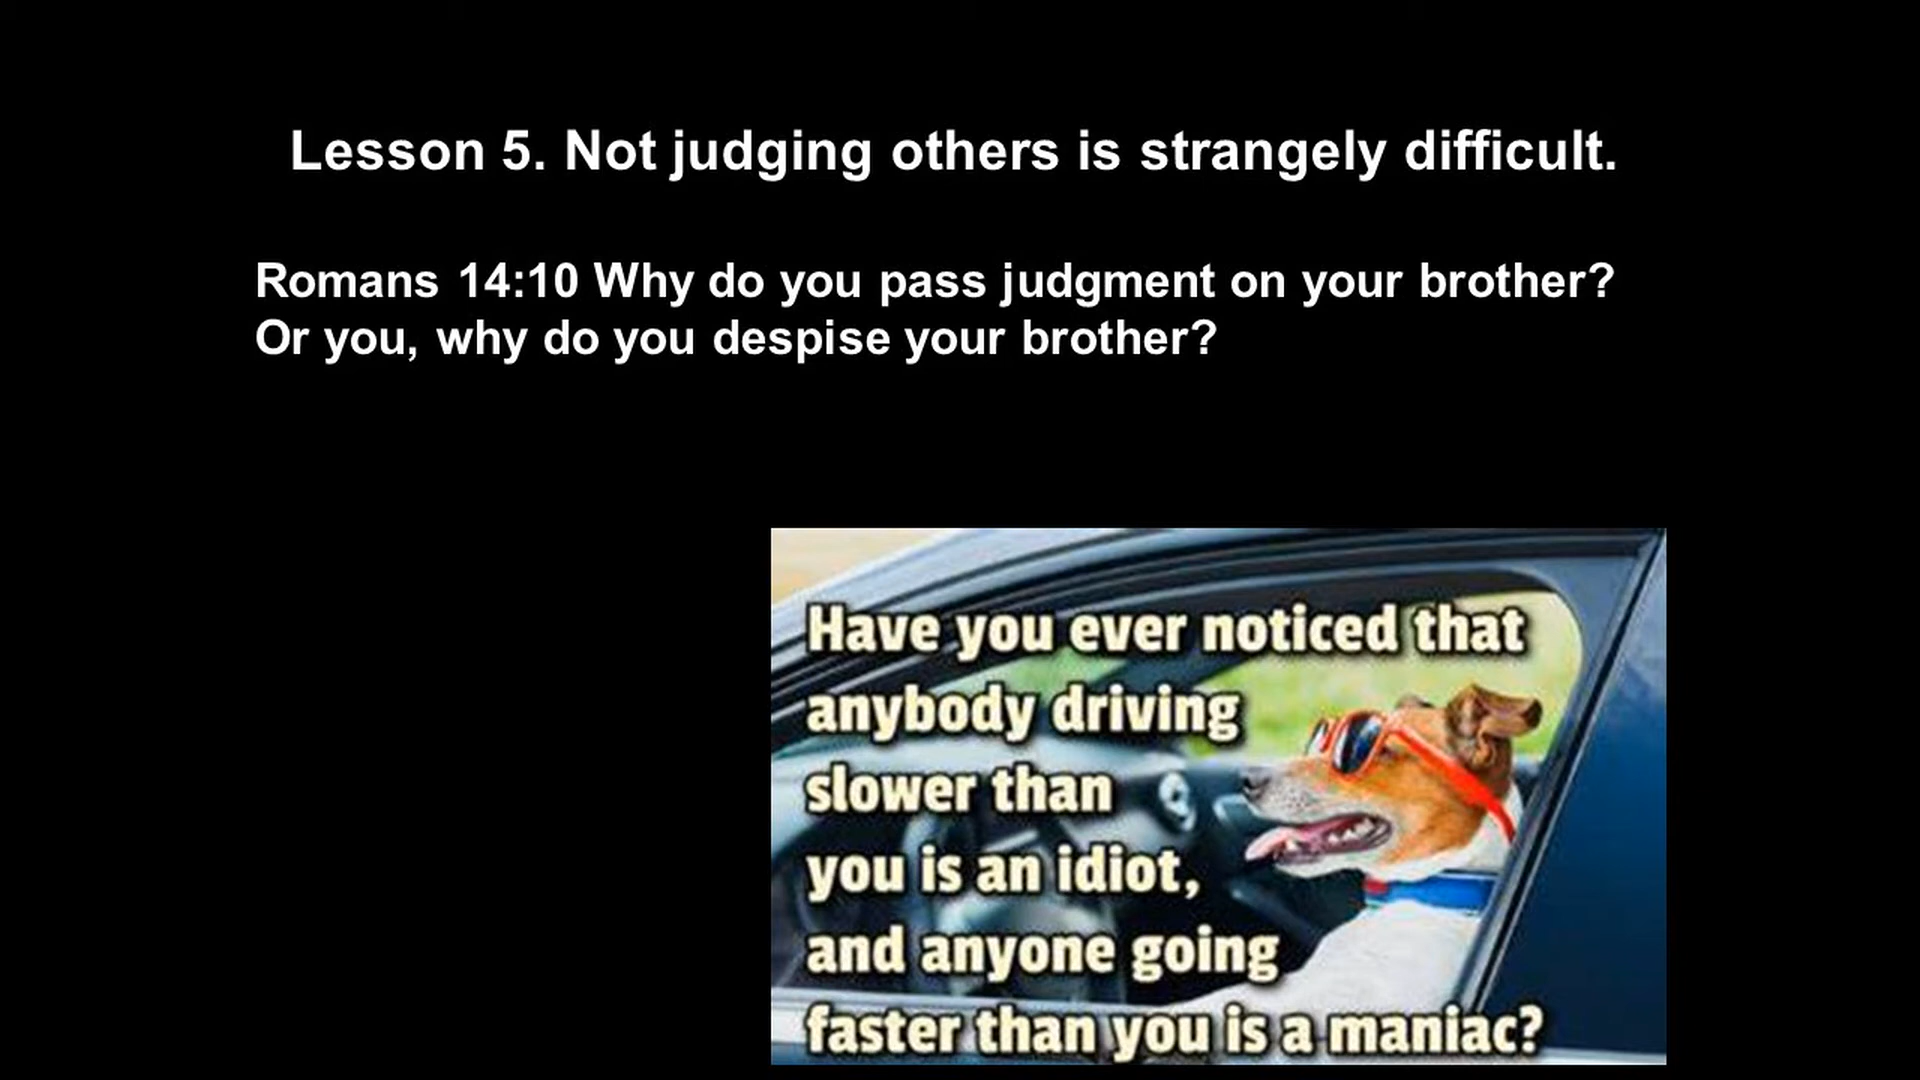 Lesson 5. Not judging others is strangely difficult.
Romans 14:10 Why do you pass judgment on your brother?
Or you, why do you despise your brother?
Have you ever noticed that
anybody driving
slower than
you is an idiot,
and anyone going
faster than you is a maniac?